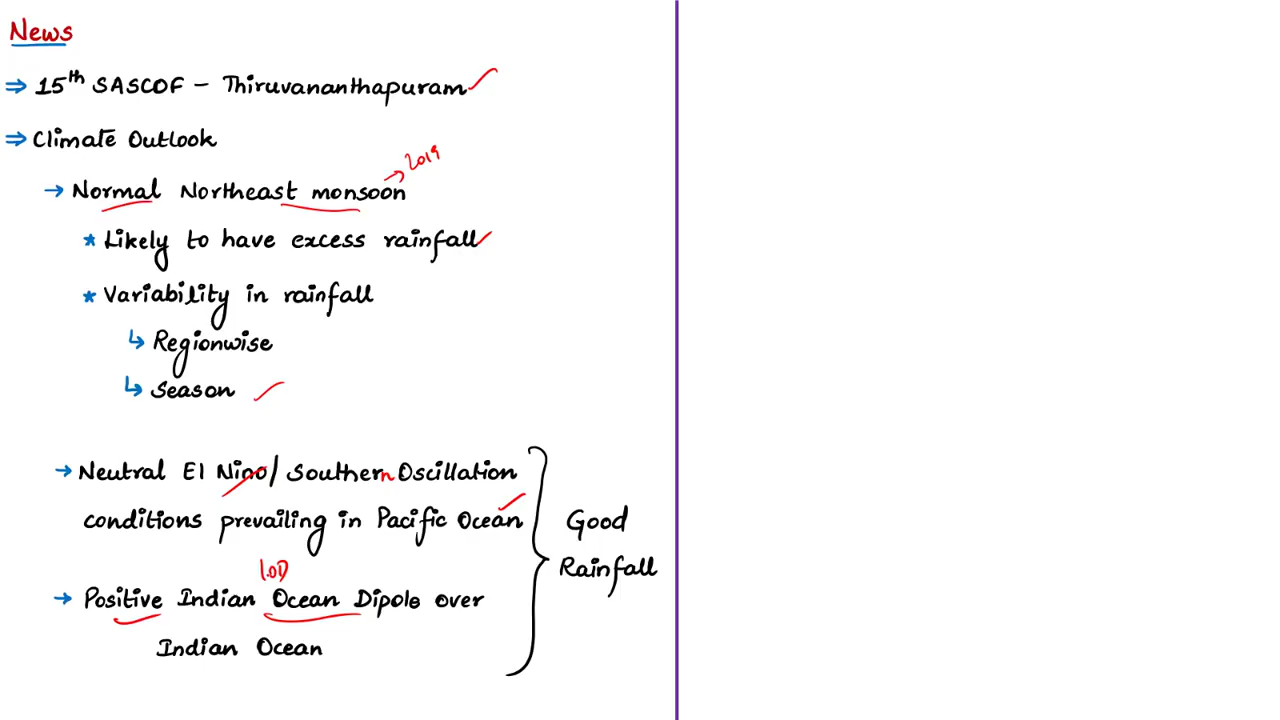 News
⇒ 15th SASCOF - Thiruvananthapuram ✓
⇒ Climate Outlook
→ 2019
→ Normal Northeast monsoon
* Likely to have excess rainfall ✓
* Variability in rainfall
↳ Regionwise
↳ Season ✓
→ Neutral El Nino/Southern Oscillation
conditions prevailing in Pacific Ocean ✓
Good
Rainfall
IOD
→ Positive Indian Ocean Dipole over
Indian Ocean